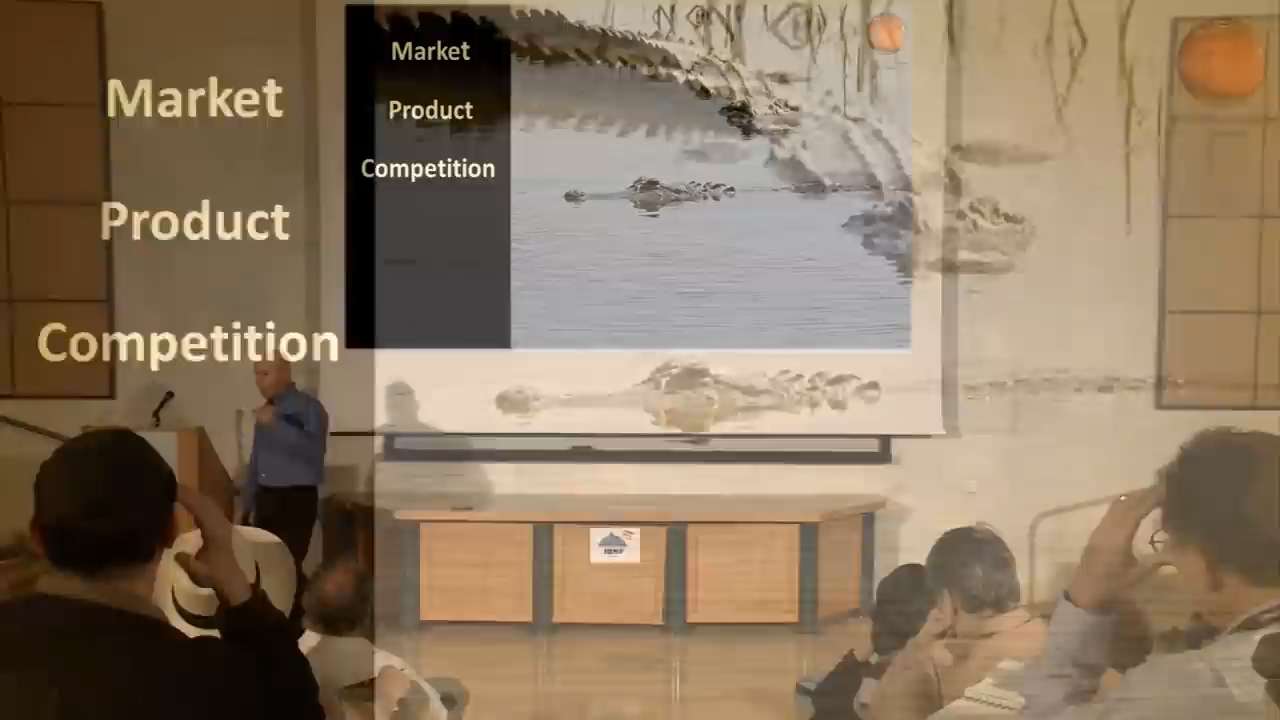 Market
Product
Competition
Market
Product
Competition